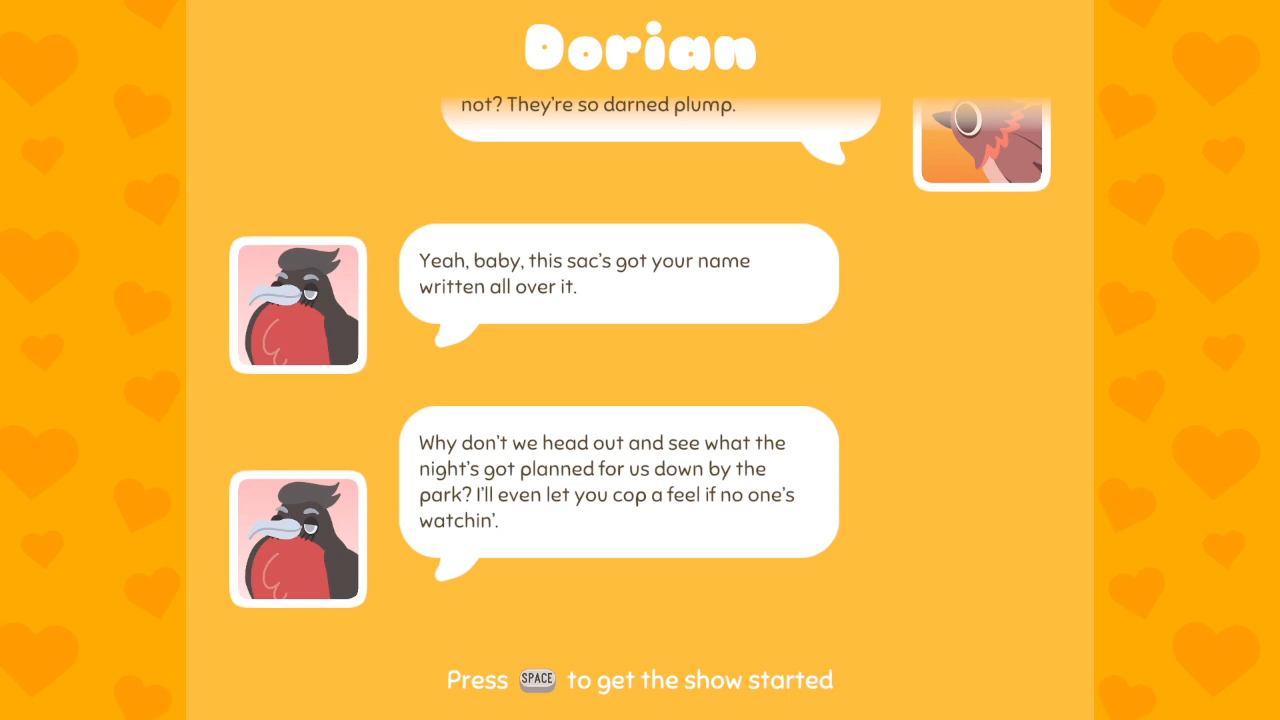 Dorian
not? They're so darned plump.
Yeah, baby, this sac's got your name
written all over it.
Why don't we head out and see what the
night's got planned for us down by the
park? I'll even let you cop a feel if no one's
watchin'.
Press SPACE to get the show started